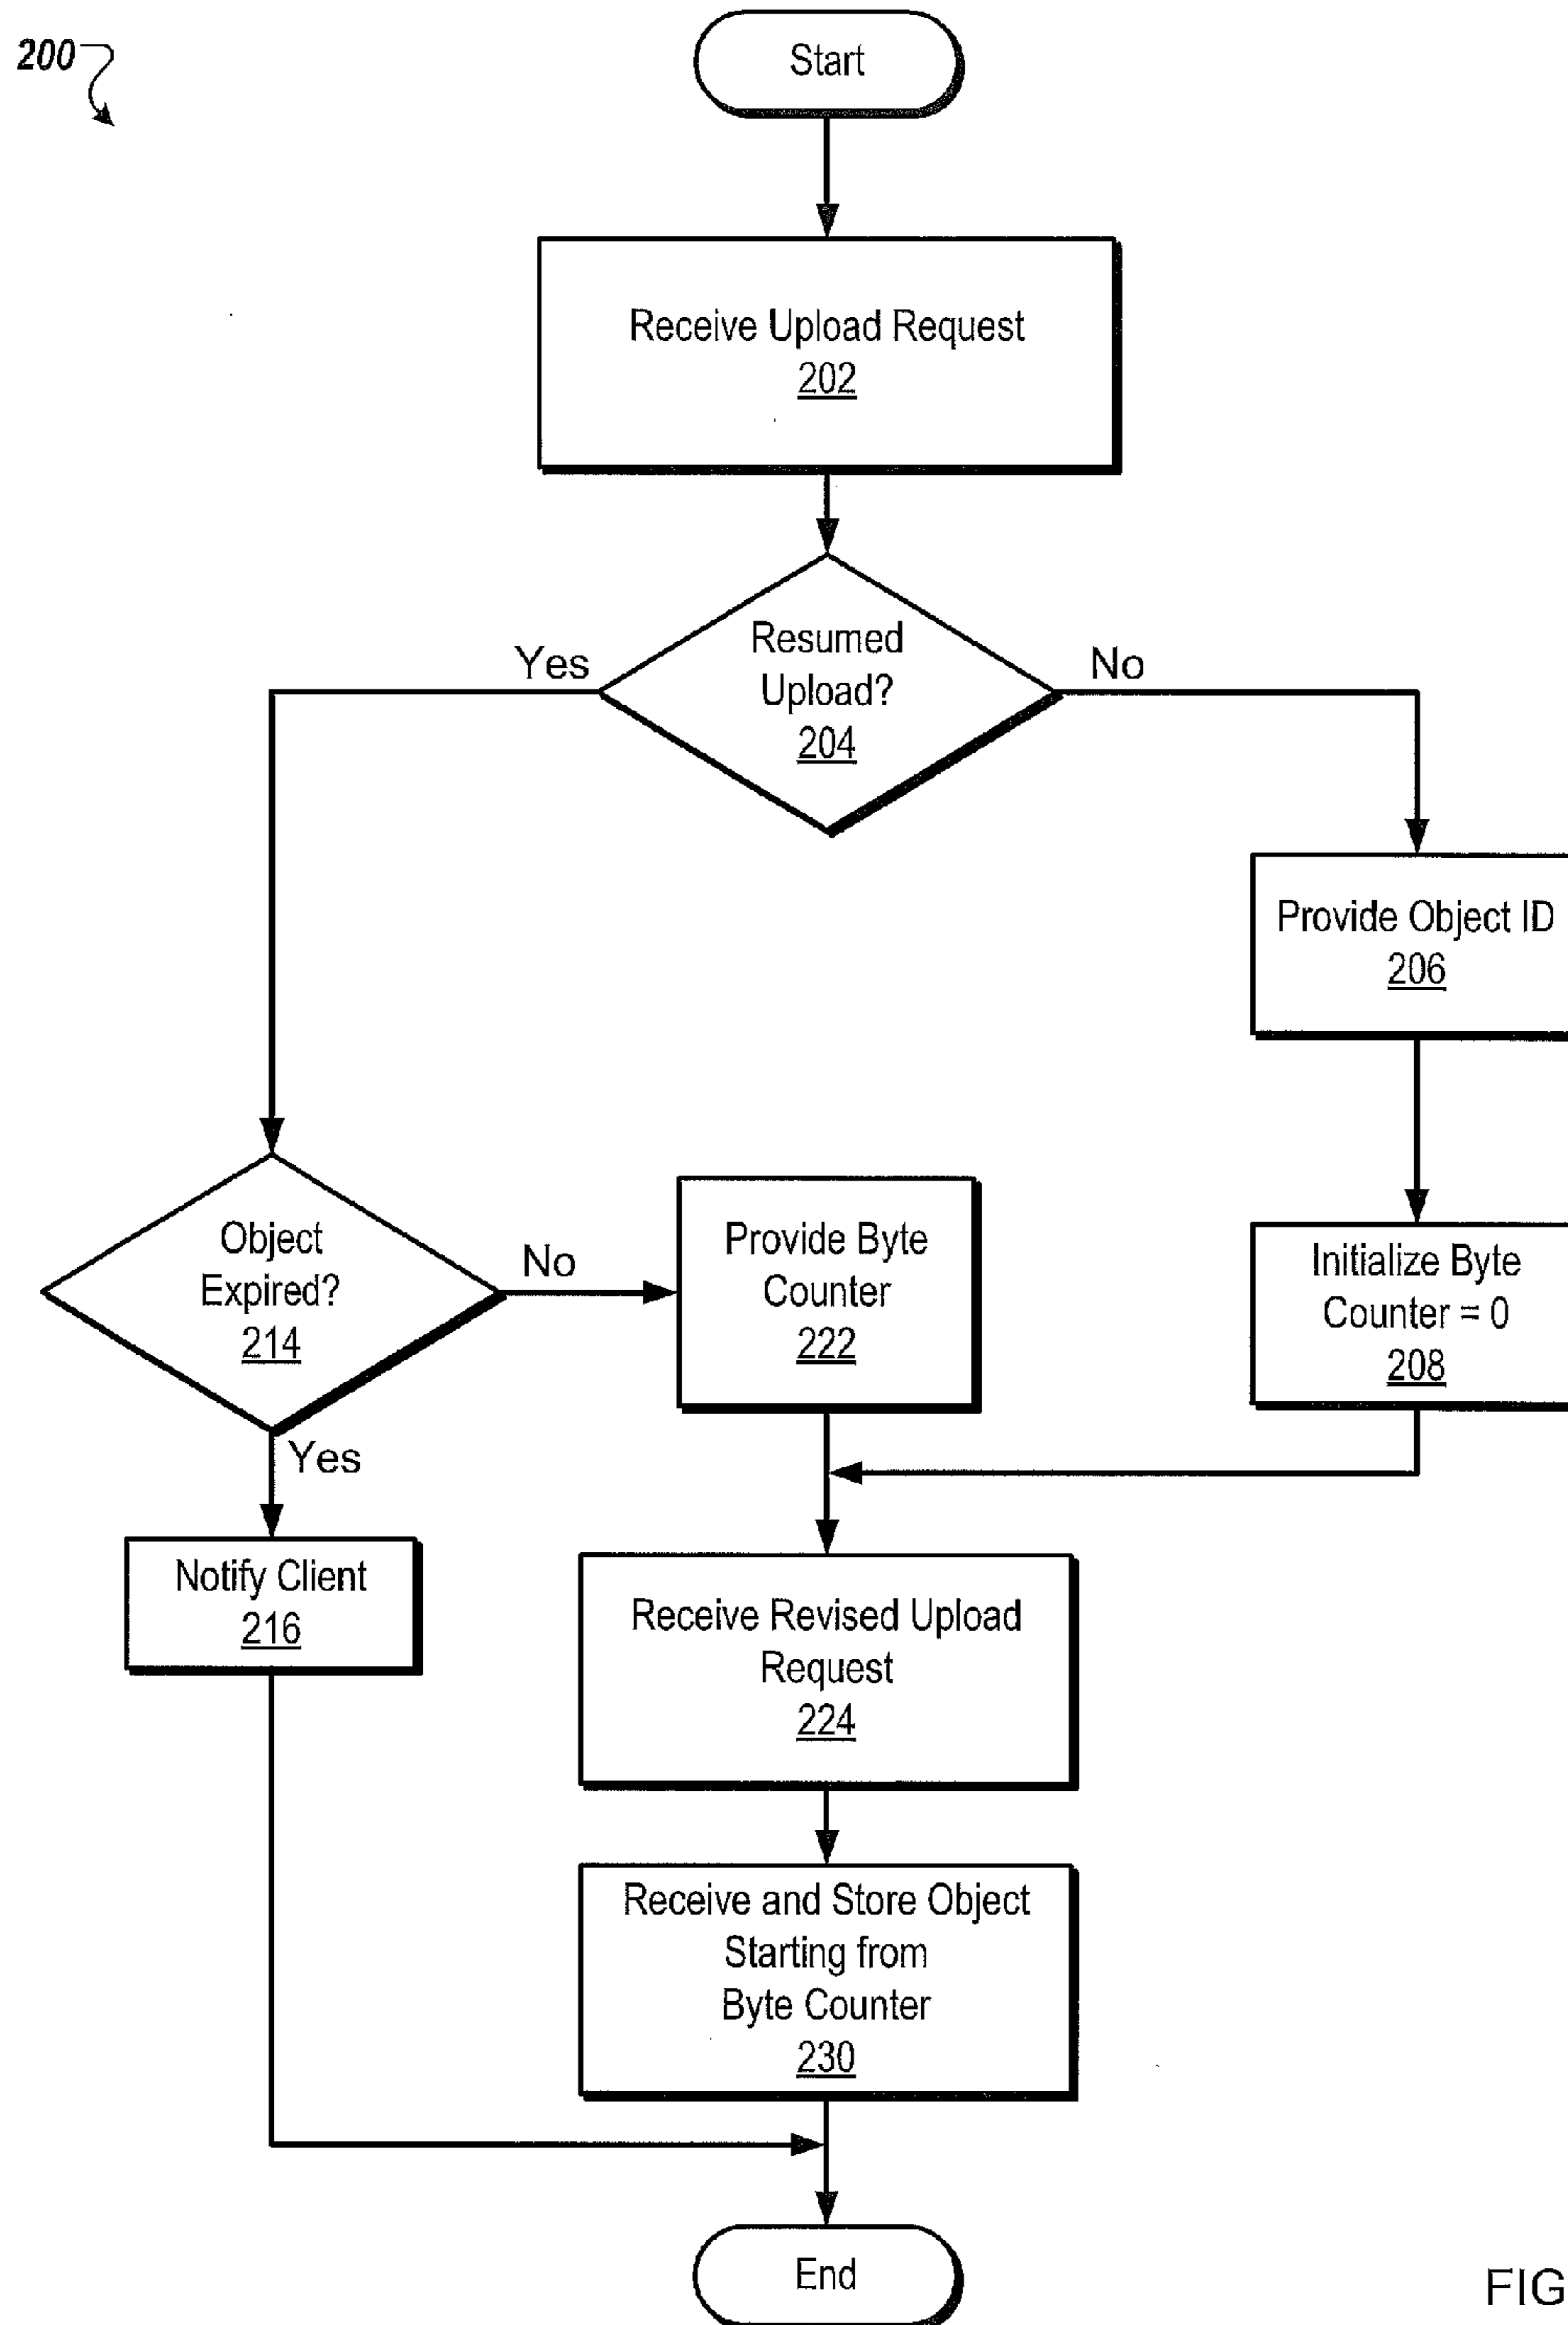 200
Start
Receive Upload Request
202
Resumed
Upload?
204
Yes
No
Provide Object ID
206
Object
Expired?
214
No
Yes
Provide Byte
Counter
222
Initialize Byte
Counter = 0
208
Notify Client
216
Receive Revised Upload
Request
224
Receive and Store Object
Starting from
Byte Counter
230
End
FIG